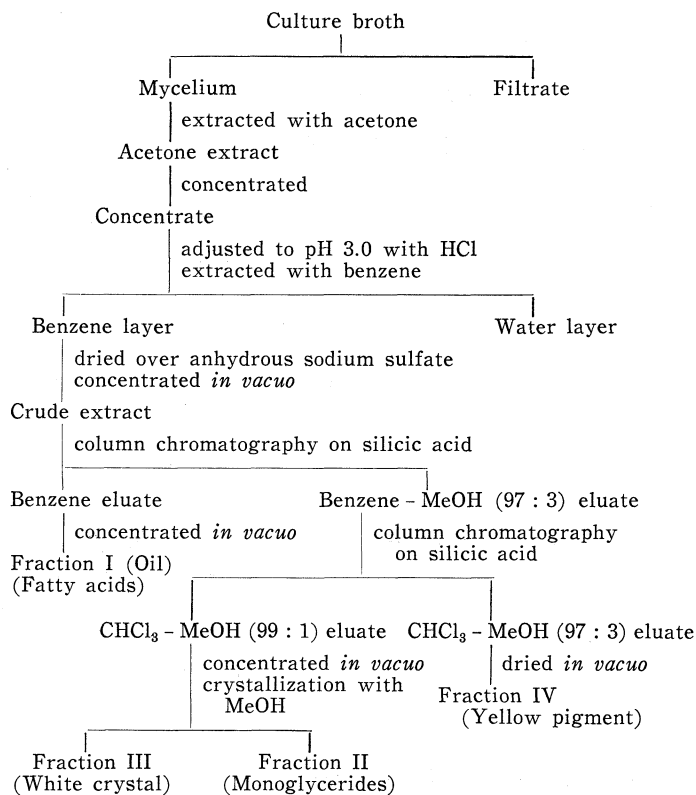 Culture broth
Mycelium
Filtrate
extracted with acetone
Acetone extract
concentrated
Concentrate
adjusted to pH 3.0 with HCl
extracted with benzene
Benzene layer
Water layer
dried over anhydrous sodium sulfate
concentrated in vacuo
Crude extract
column chromatography on silicic acid
Benzene eluate
Benzene – MeOH (97 : 3) eluate
concentrated in vacuo
column chromatography
on silicic acid
Fraction I (Oil)
(Fatty acids)
CHCl₃ – MeOH (99 : 1) eluate
CHCl₃ – MeOH (97 : 3) eluate
concentrated in vacuo
crystallization with
MeOH
dried in vacuo
Fraction IV
(Yellow pigment)
Fraction III
(White crystal)
Fraction II
(Monoglycerides)